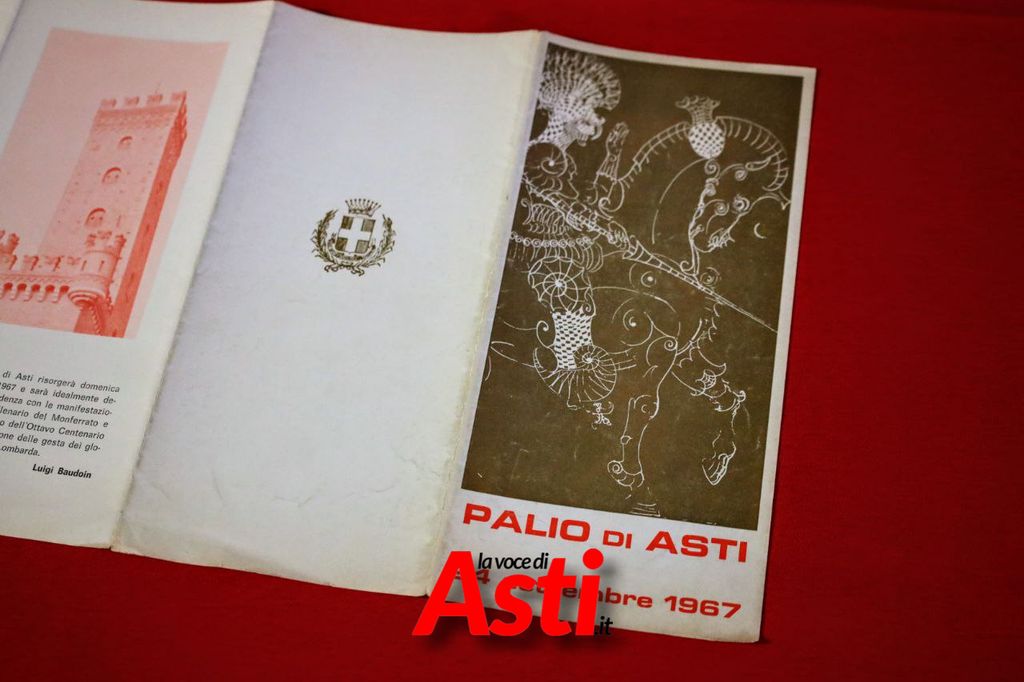 di Asti risorgerà domenica
1967 e sarà idealmente de-
denza con le manifestazio-
lenario del Monferrato e
o dell'Ottavo Centenario
one delle gesta dei glo-
ombarda.
Luigi Baudoin
PALIO DI ASTI
1967
la voce di
Asti
.it